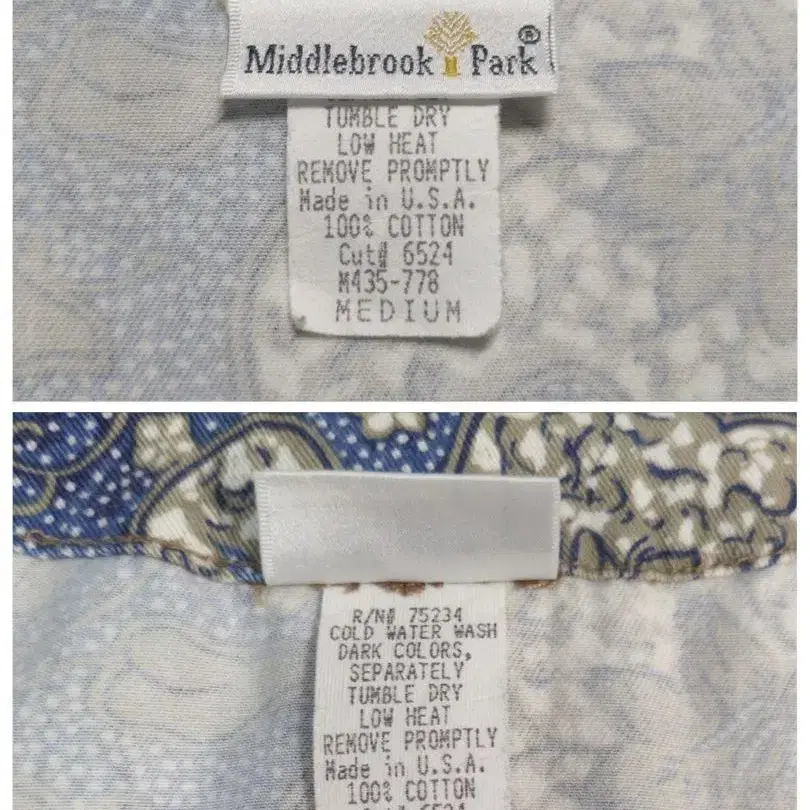 Middlebrook Park®
TUMBLE DRY
LOW HEAT
REMOVE PROMPTLY
Made in U.S.A.
100% COTTON
Cut# 6524
M435-778
MEDIUM
R/N# 75234
COLD WATER WASH
DARK COLORS,
SEPARATELY
TUMBLE DRY
LOW HEAT
REMOVE PROMPTLY
Made in U.S.A.
100% COTTON